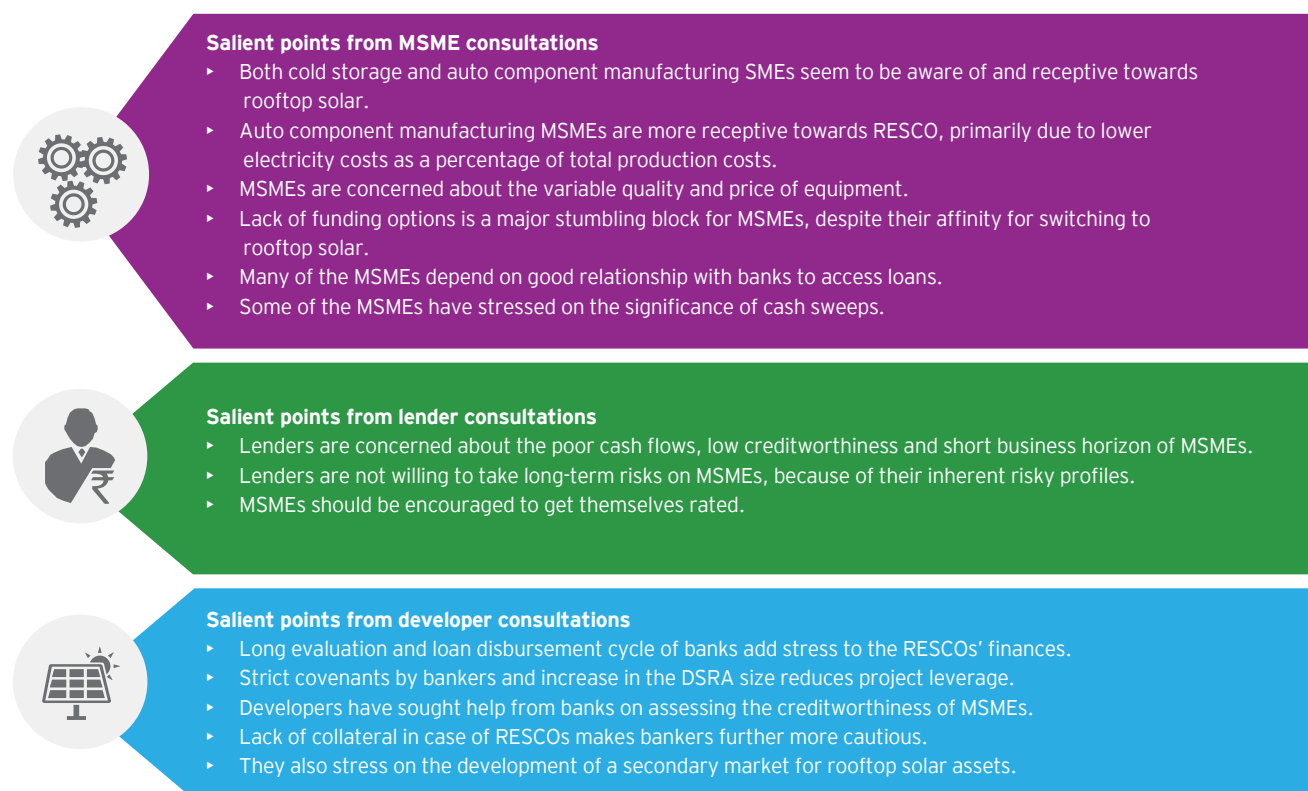 Salient points from MSME consultations
‣ Both cold storage and auto component manufacturing SMEs seem to be aware of and receptive towards
rooftop solar.
‣ Auto component manufacturing MSMEs are more receptive towards RESCO, primarily due to lower
electricity costs as a percentage of total production costs.
‣ MSMEs are concerned about the variable quality and price of equipment.
‣ Lack of funding options is a major stumbling block for MSMEs, despite their affinity for switching to
rooftop solar.
‣ Many of the MSMEs depend on good relationship with banks to access loans.
‣ Some of the MSMEs have stressed on the significance of cash sweeps.
₹
Salient points from lender consultations
‣ Lenders are concerned about the poor cash flows, low creditworthiness and short business horizon of MSMEs.
‣ Lenders are not willing to take long-term risks on MSMEs, because of their inherent risky profiles.
‣ MSMEs should be encouraged to get themselves rated.
Salient points from developer consultations
‣ Long evaluation and loan disbursement cycle of banks add stress to the RESCOs' finances.
‣ Strict covenants by bankers and increase in the DSRA size reduces project leverage.
‣ Developers have sought help from banks on assessing the creditworthiness of MSMEs.
‣ Lack of collateral in case of RESCOs makes bankers further more cautious.
‣ They also stress on the development of a secondary market for rooftop solar assets.